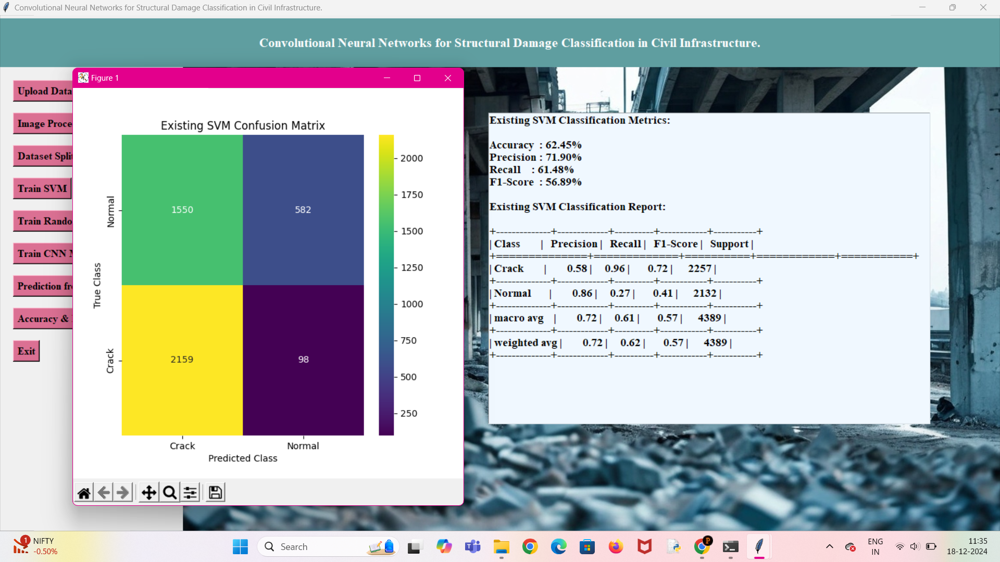 Convolutional Neural Networks for Structural Damage Classification in Civil Infrastructure.
Convolutional Neural Networks for Structural Damage Classification in Civil Infrastructure.
Upload Data
Image Proce
Dataset Split
Train SVM
Train Rando
Train CNN
Prediction fr
Accuracy &
Exit
Figure 1
Existing SVM Confusion Matrix
1550
582
2159
98
Normal
Crack
True Class
Crack
Normal
Predicted Class
2000
1750
1500
1250
1000
750
500
250
Existing SVM Classification Metrics:
Accuracy : 62.45%
Precision : 71.90%
Recall : 61.48%
F1-Score : 56.89%
Existing SVM Classification Report:
+--------------+-------------+----------+------------+-----------+
| Class | Precision | Recall | F1-Score | Support |
+==============+=============+==========+============+===========+
| Crack | 0.58 | 0.96 | 0.72 | 2257 |
+--------------+-------------+----------+------------+-----------+
| Normal | 0.86 | 0.27 | 0.41 | 2132 |
+--------------+-------------+----------+------------+-----------+
| macro avg | 0.72 | 0.61 | 0.57 | 4389 |
+--------------+-------------+----------+------------+-----------+
| weighted avg | 0.72 | 0.62 | 0.57 | 4389 |
+--------------+-------------+----------+------------+-----------+
1
NIFTY
-0.50%
Search
P
ENG
IN
11:35
18-12-2024